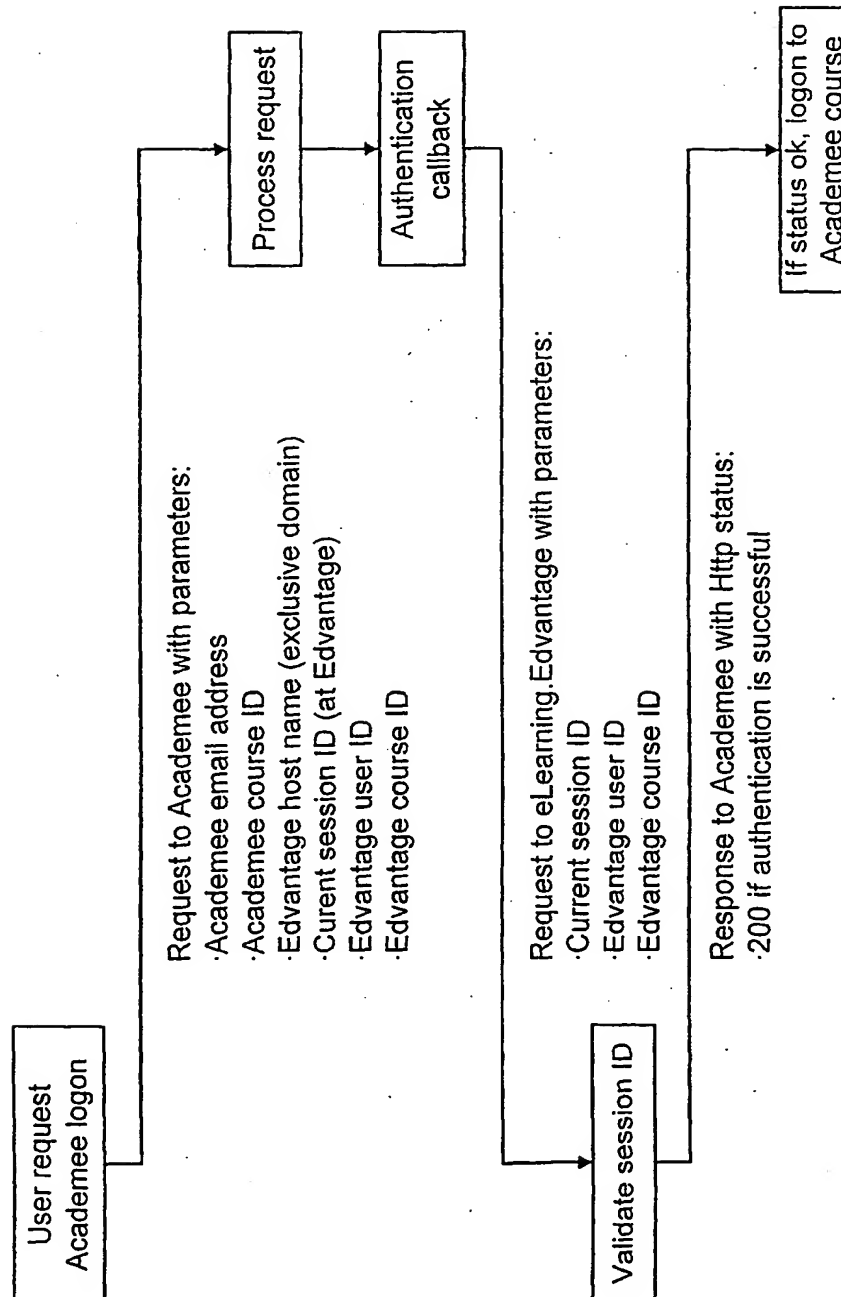 User request
Academee logon
Request to Academee with parameters:
·Academee email address
·Academee course ID
·Edvantage host name (exclusive domain)
·Curent session ID (at Edvantage)
·Edvantage user ID
·Edvantage course ID
Process request
Authentication
callback
Request to eLearning.Edvantage with parameters:
·Current session ID
·Edvantage user ID
·Edvantage course ID
Validate session ID
Response to Academee with Http status:
·200 if authentication is successful
If status ok, logon to
Academee course